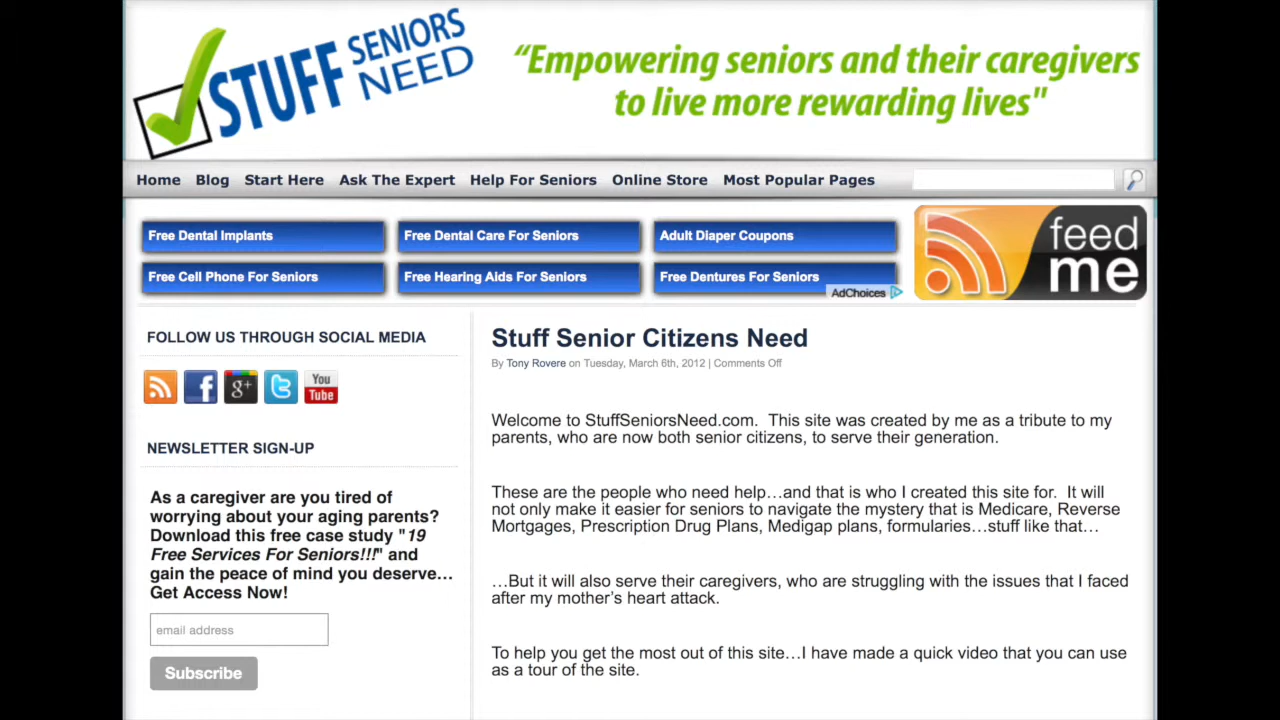 STUFF SENIORS
NEED
“Empowering seniors and their caregivers
to live more rewarding lives"
Home Blog Start Here Ask The Expert Help For Seniors Online Store Most Popular Pages
Free Dental Implants Free Dental Care For Seniors Adult Diaper Coupons
Free Cell Phone For Seniors Free Hearing Aids For Seniors Free Dentures For Seniors
AdChoices
feed
me
FOLLOW US THROUGH SOCIAL MEDIA
f g+ t You
Tube
NEWSLETTER SIGN-UP
As a caregiver are you tired of
worrying about your aging parents?
Download this free case study "19
Free Services For Seniors!!!" and
gain the peace of mind you deserve…
Get Access Now!
email address
Subscribe
Stuff Senior Citizens Need
By Tony Rovere on Tuesday, March 6th, 2012 | Comments Off
Welcome to StuffSeniorsNeed.com.  This site was created by me as a tribute to my
parents, who are now both senior citizens, to serve their generation.
These are the people who need help…and that is who I created this site for.  It will
not only make it easier for seniors to navigate the mystery that is Medicare, Reverse
Mortgages, Prescription Drug Plans, Medigap plans, formularies…stuff like that…
…But it will also serve their caregivers, who are struggling with the issues that I faced
after my mother’s heart attack.
To help you get the most out of this site…I have made a quick video that you can use
as a tour of the site.